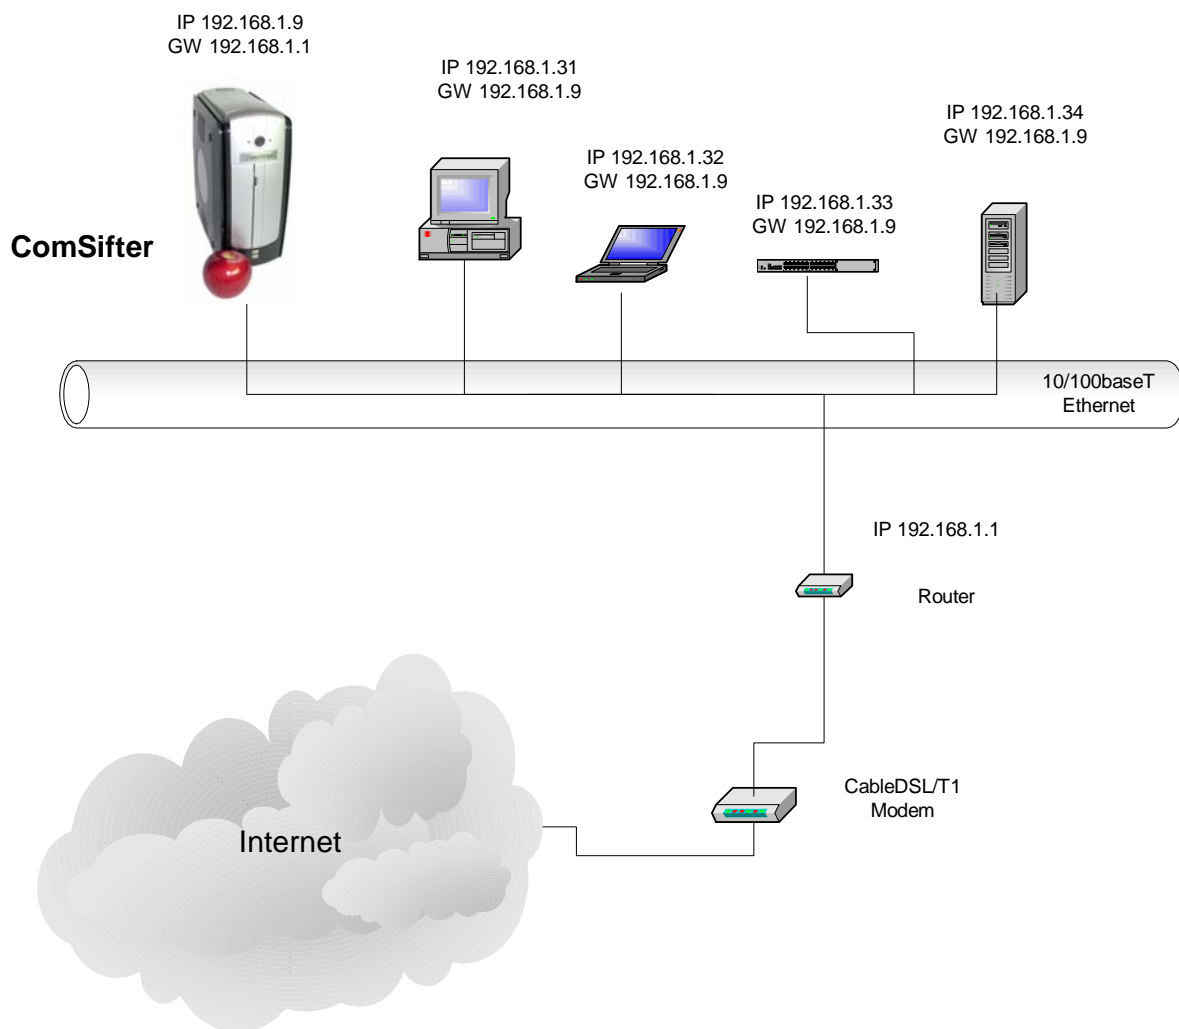 IP 192.168.1.9
GW 192.168.1.1
IP 192.168.1.31
GW 192.168.1.9
IP 192.168.1.32
GW 192.168.1.9
IP 192.168.1.33
GW 192.168.1.9
IP 192.168.1.34
GW 192.168.1.9
ComSifter
10/100baseT
Ethernet
IP 192.168.1.1
Router
CableDSL/T1
Modem
Internet